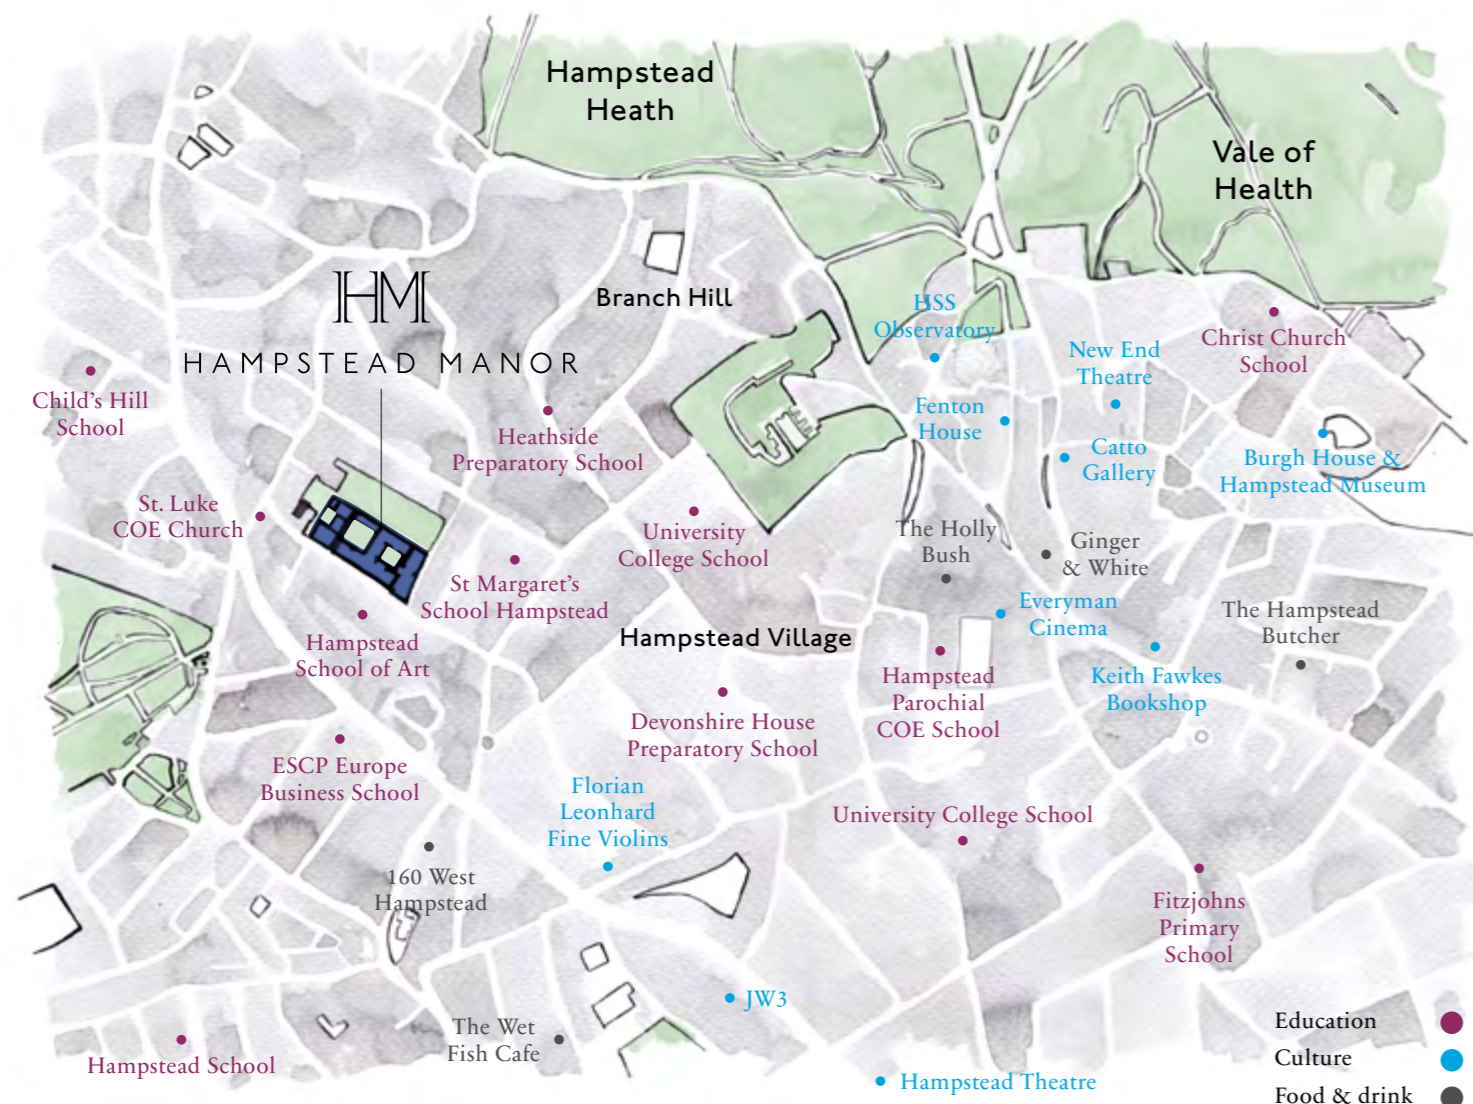 Hampstead
Heath
Vale of
Health
HM
Branch Hill
HSS
Observatory
Christ Church
School
HAMPSTEAD MANOR
New End
Theatre
Child's Hill
School
Fenton
House
Heathside
Preparatory School
Catto
Gallery
Burgh House &
Hampstead Museum
St. Luke
COE Church
University
College School
The Holly
Bush
Ginger
& White
St Margaret's
School Hampstead
Everyman
Cinema
The Hampstead
Butcher
Hampstead
School of Art
Hampstead Village
Hampstead
Parochial
COE School
Keith Fawkes
Bookshop
Devonshire House
Preparatory School
ESCP Europe
Business School
Florian
Leonhard
Fine Violins
University College School
160 West
Hampstead
Fitzjohns
Primary
School
JW3
The Wet
Fish Cafe
Hampstead School
Hampstead Theatre
Education
Culture
Food & drink